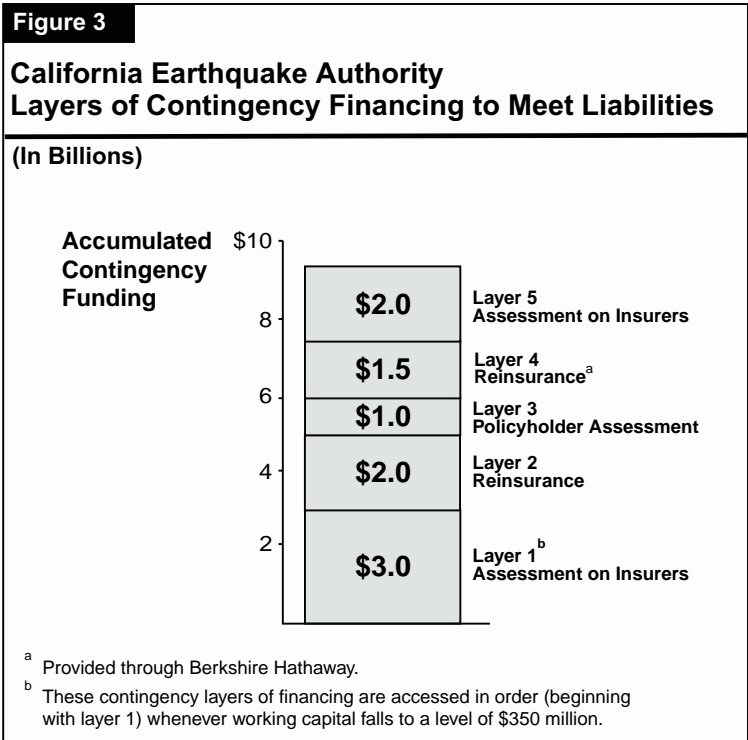 Figure 3
California Earthquake Authority
Layers of Contingency Financing to Meet Liabilities
(In Billions)
Accumulated
Contingency
Funding
$10
8
6
4
2
$2.0
Layer 5
Assessment on Insurers
$1.5
Layer 4
Reinsurance a
$1.0
Layer 3
Policyholder Assessment
$2.0
Layer 2
Reinsurance
$3.0
Layer 1 b
Assessment on Insurers
a Provided through Berkshire Hathaway.
b These contingency layers of financing are accessed in order (beginning
with layer 1) whenever working capital falls to a level of $350 million.